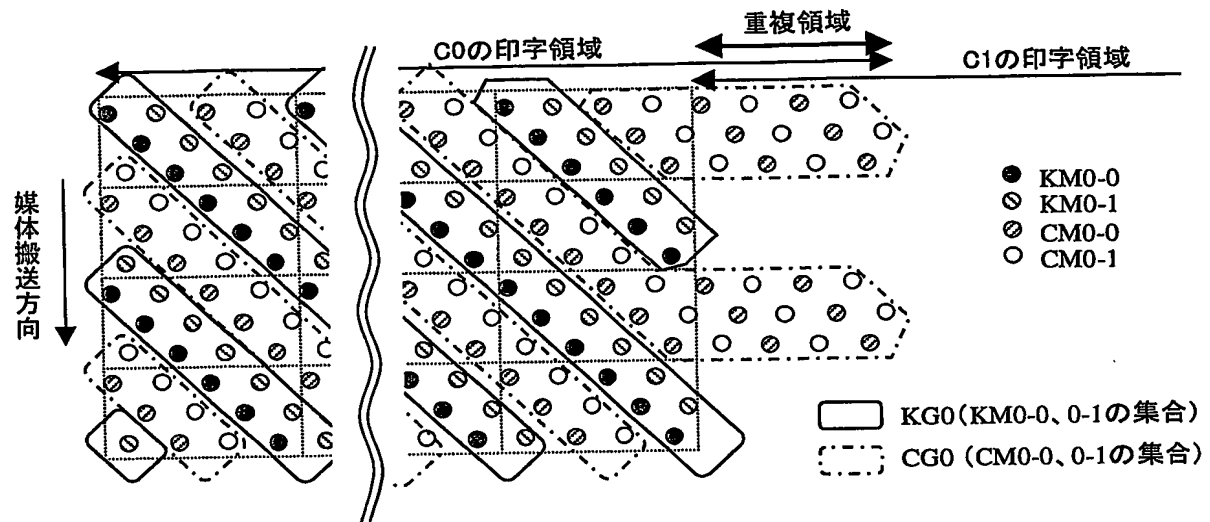 重複領域
C0の印字領域
C1の印字領域
媒体搬送方向
KM0-0
KM0-1
CM0-0
CM0-1
KG0(KM0-0、0-1の集合)
CG0 (CM0-0、0-1の集合)